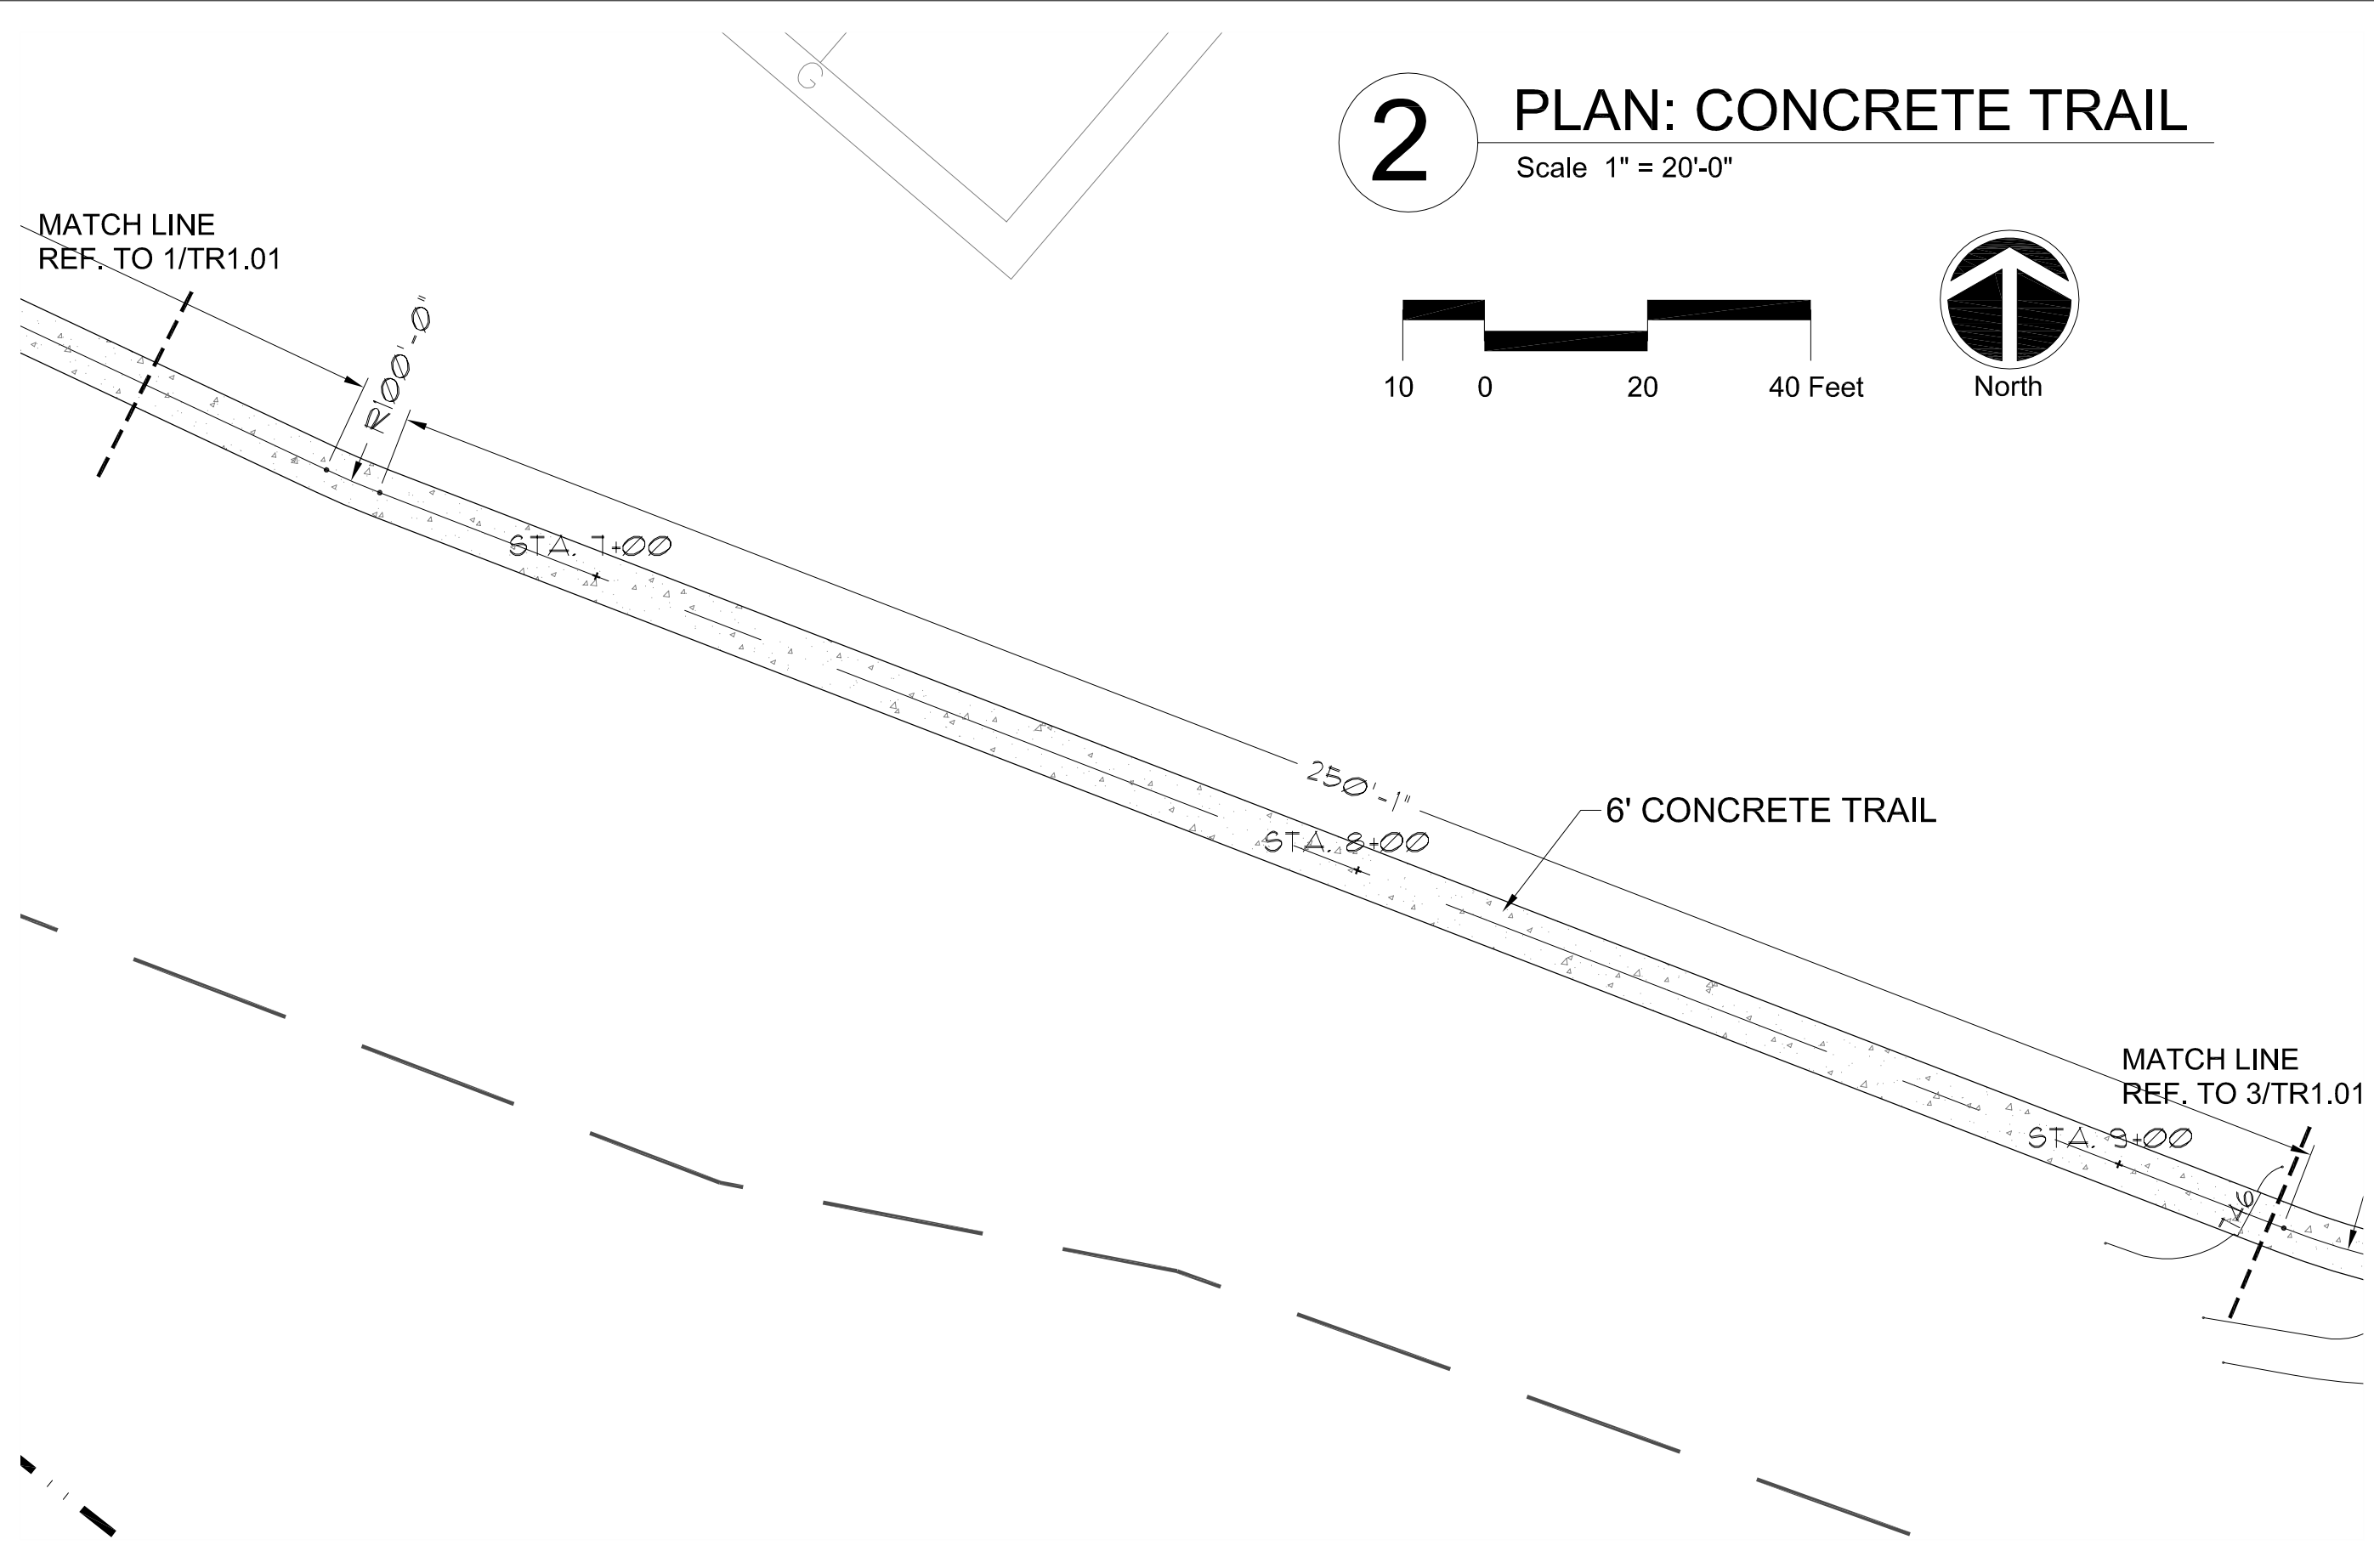 G
2
PLAN: CONCRETE TRAIL
Scale 1" = 20'-0"
MATCH LINE
REF. TO 1/TR1.01
R100'-0"
10 0 20 40 Feet
North
STA. 7+00
250'-1"
6' CONCRETE TRAIL
STA. 8+00
MATCH LINE
REF. TO 3/TR1.01
STA. 9+00